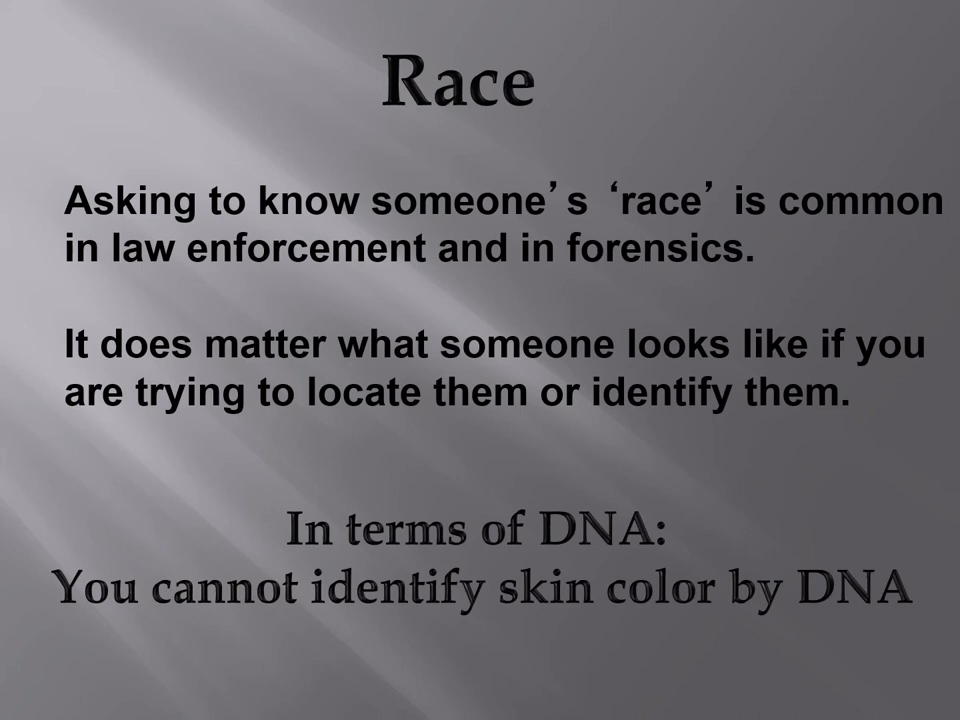 Race
Asking to know someone’s ‘race’ is common
in law enforcement and in forensics.
It does matter what someone looks like if you
are trying to locate them or identify them.
In terms of DNA:
You cannot identify skin color by DNA